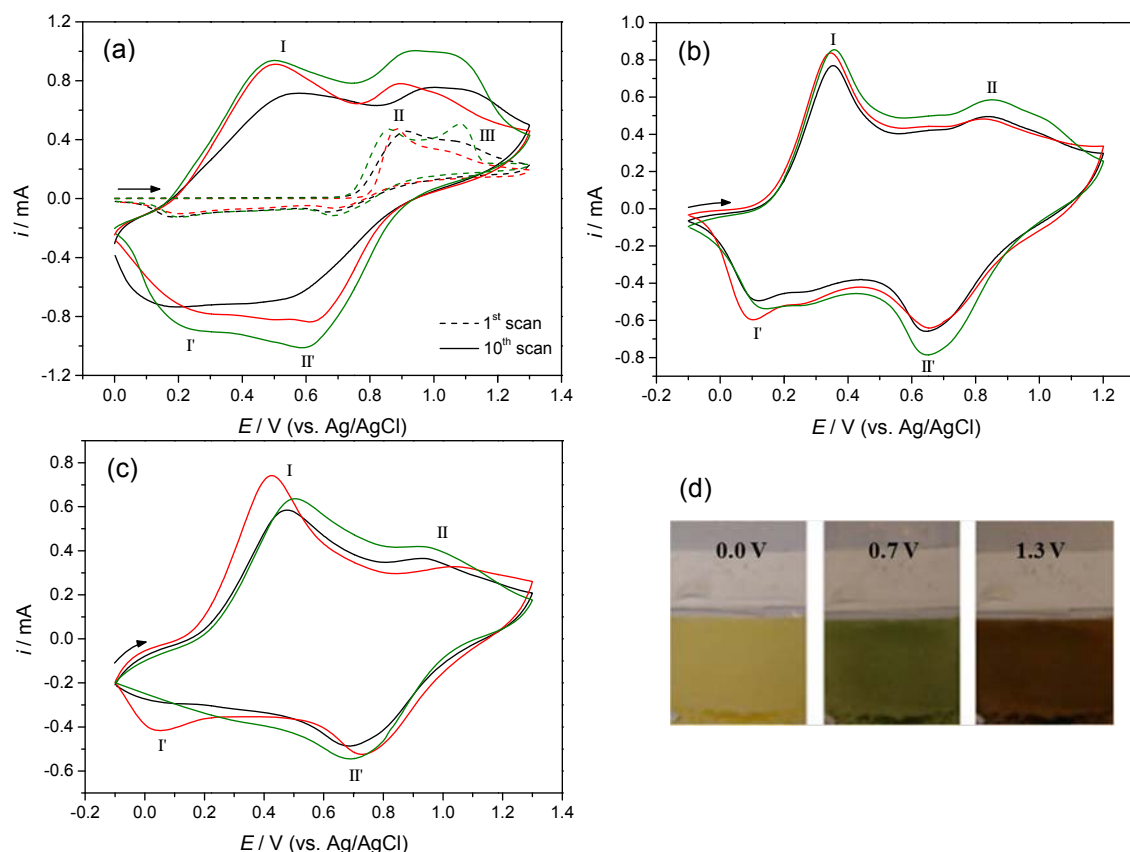 (a)
1.2
0.8
0.4
0.0
-0.4
-0.8
-1.2
i / mA
I
II
III
I'
II'
1st scan
10th scan
0.0 0.2 0.4 0.6 0.8 1.0 1.2 1.4
E / V (vs. Ag/AgCl)
(b)
1.0
0.8
0.6
0.4
0.2
0.0
-0.2
-0.4
-0.6
-0.8
i / mA
I
II
I'
II'
-0.2 0.0 0.2 0.4 0.6 0.8 1.0 1.2
E / V (vs. Ag/AgCl)
(c)
0.8
0.6
0.4
0.2
0.0
-0.2
-0.4
-0.6
i / mA
I
II
I'
II'
-0.2 0.0 0.2 0.4 0.6 0.8 1.0 1.2 1.4
E / V (vs. Ag/AgCl)
(d)
0.0 V 0.7 V 1.3 V